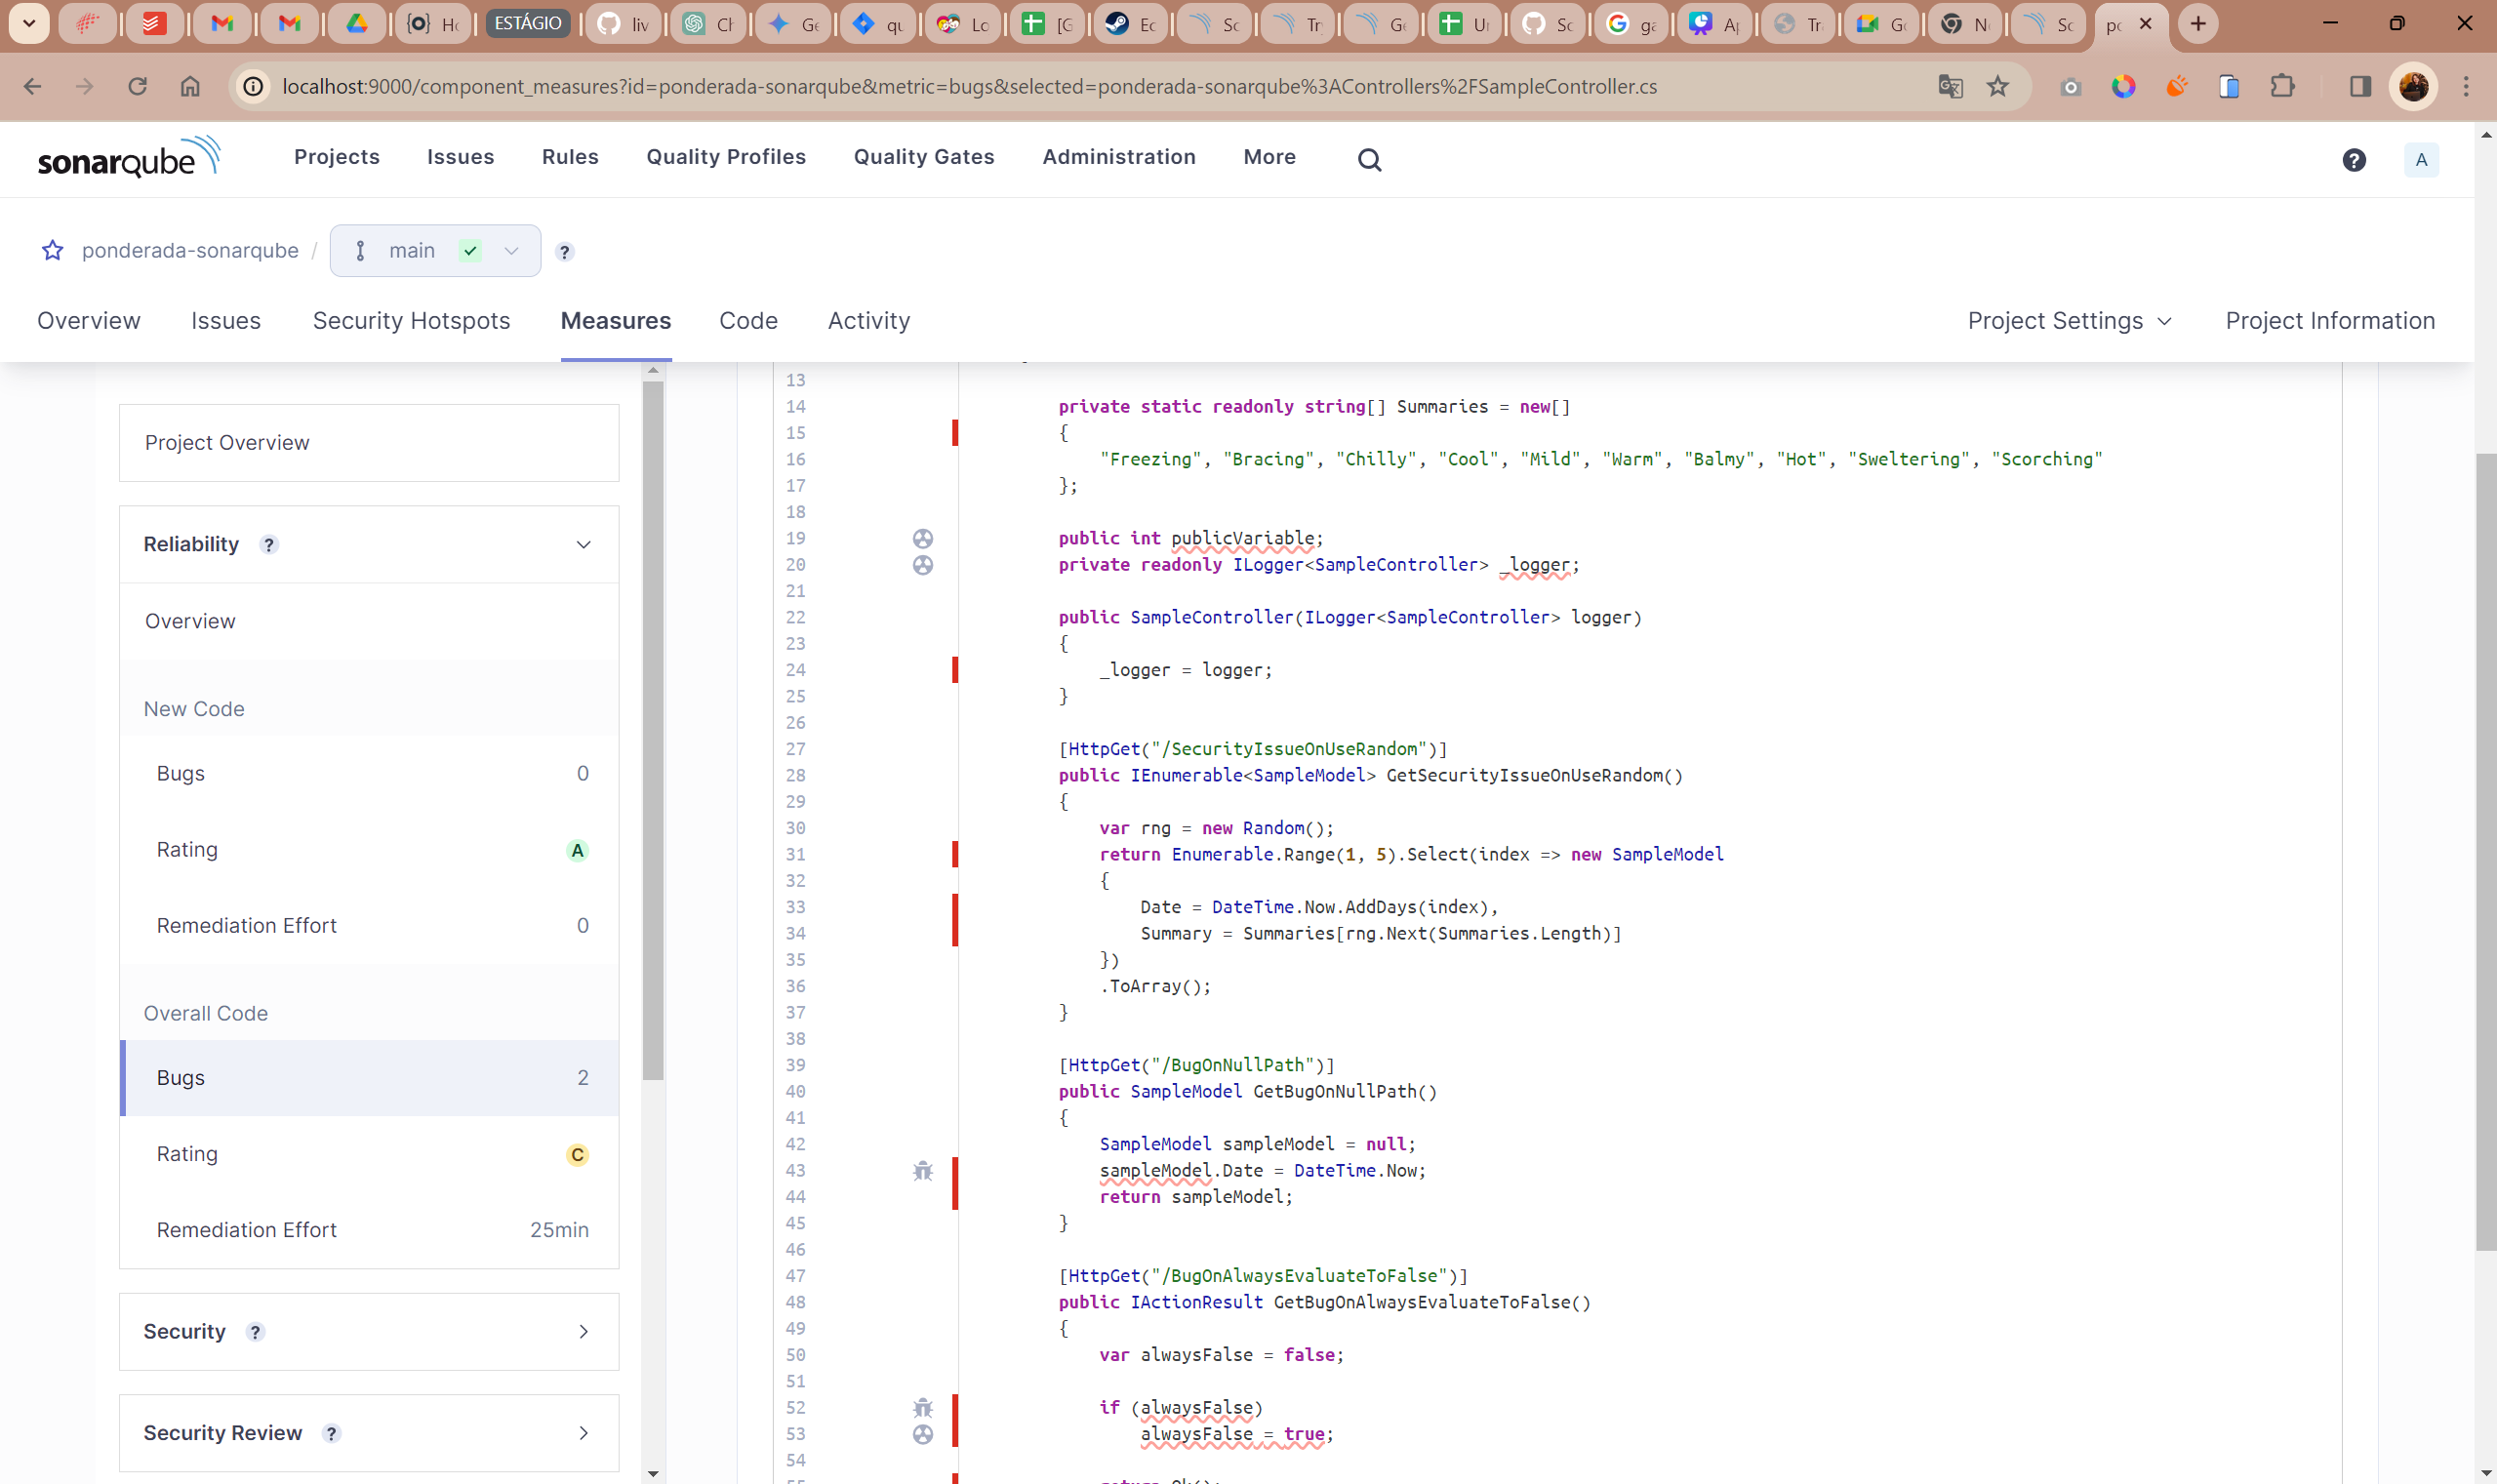 Ho
ESTÁGIO
liv
Ch
Ge
qu
Lo
[G
Ec
Sc
Tr
Ge
Ur
Sc
ga
A
Tra
Go
N
Sc
po
localhost:9000/component_measures?id=ponderada-sonarqube&metric=bugs&selected=ponderada-sonarqube%3AControllers%2FSampleController.cs
sonarqube Projects Issues Rules Quality Profiles Quality Gates Administration More ? A
ponderada-sonarqube / main ?
Overview Issues Security Hotspots Measures Code Activity Project Settings Project Information
Project Overview
Reliability ?
Overview
New Code
Bugs 0
Rating A
Remediation Effort 0
Overall Code
Bugs 2
Rating C
Remediation Effort 25min
Security ?
Security Review ?
13
14 private static readonly string[] Summaries = new[]
15 {
16 "Freezing", "Bracing", "Chilly", "Cool", "Mild", "Warm", "Balmy", "Hot", "Sweltering", "Scorching"
17 };
18
19 public int publicVariable;
20 private readonly ILogger<SampleController> _logger;
21
22 public SampleController(ILogger<SampleController> logger)
23 {
24 _logger = logger;
25 }
26
27 [HttpGet("/SecurityIssueOnUseRandom")]
28 public IEnumerable<SampleModel> GetSecurityIssueOnUseRandom()
29 {
30 var rng = new Random();
31 return Enumerable.Range(1, 5).Select(index => new SampleModel
32 {
33 Date = DateTime.Now.AddDays(index),
34 Summary = Summaries[rng.Next(Summaries.Length)]
35 })
36 .ToArray();
37 }
38
39 [HttpGet("/BugOnNullPath")]
40 public SampleModel GetBugOnNullPath()
41 {
42 SampleModel sampleModel = null;
43 sampleModel.Date = DateTime.Now;
44 return sampleModel;
45 }
46
47 [HttpGet("/BugOnAlwaysEvaluateToFalse")]
48 public IActionResult GetBugOnAlwaysEvaluateToFalse()
49 {
50 var alwaysFalse = false;
51
52 if (alwaysFalse)
53 alwaysFalse = true;
54